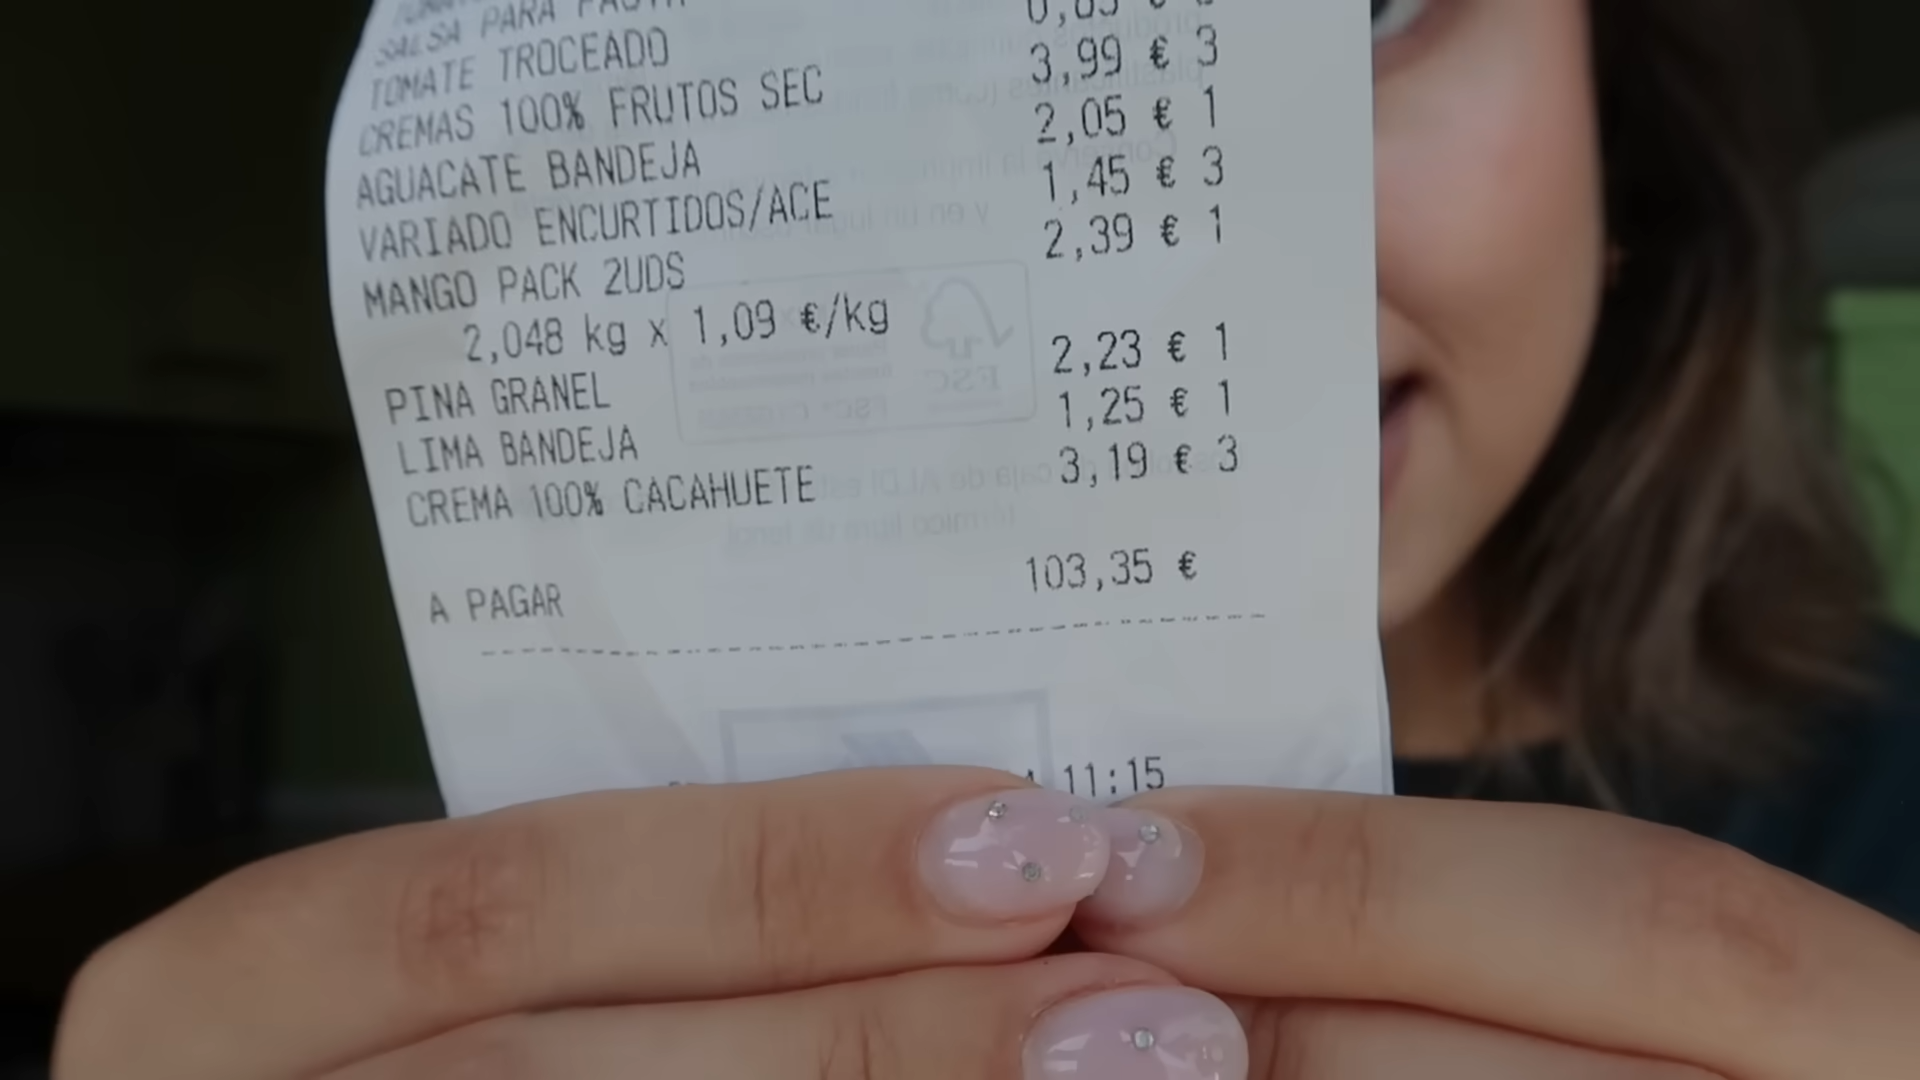 SALSA PARA PASTA
TOMATE TROCEADO
CREMAS 100% FRUTOS SEC 3,99 € 3
AGUACATE BANDEJA 2,05 € 1
VARIADO ENCURTIDOS/ACE 1,45 € 3
MANGO PACK 2UDS 2,39 € 1
2,048 kg x 1,09 €/kg
PINA GRANEL 2,23 € 1
LIMA BANDEJA 1,25 € 1
CREMA 100% CACAHUETE 3,19 € 3
A PAGAR 103,35 €
11:15